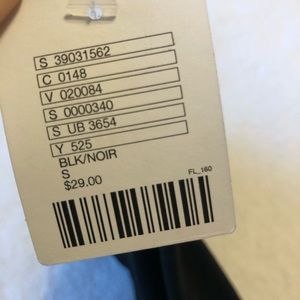 S 39031562
C 0148
V 020084
S 0000340
S UB 3654
Y 525
BLK/NOIR
S
$29.00
FL_160